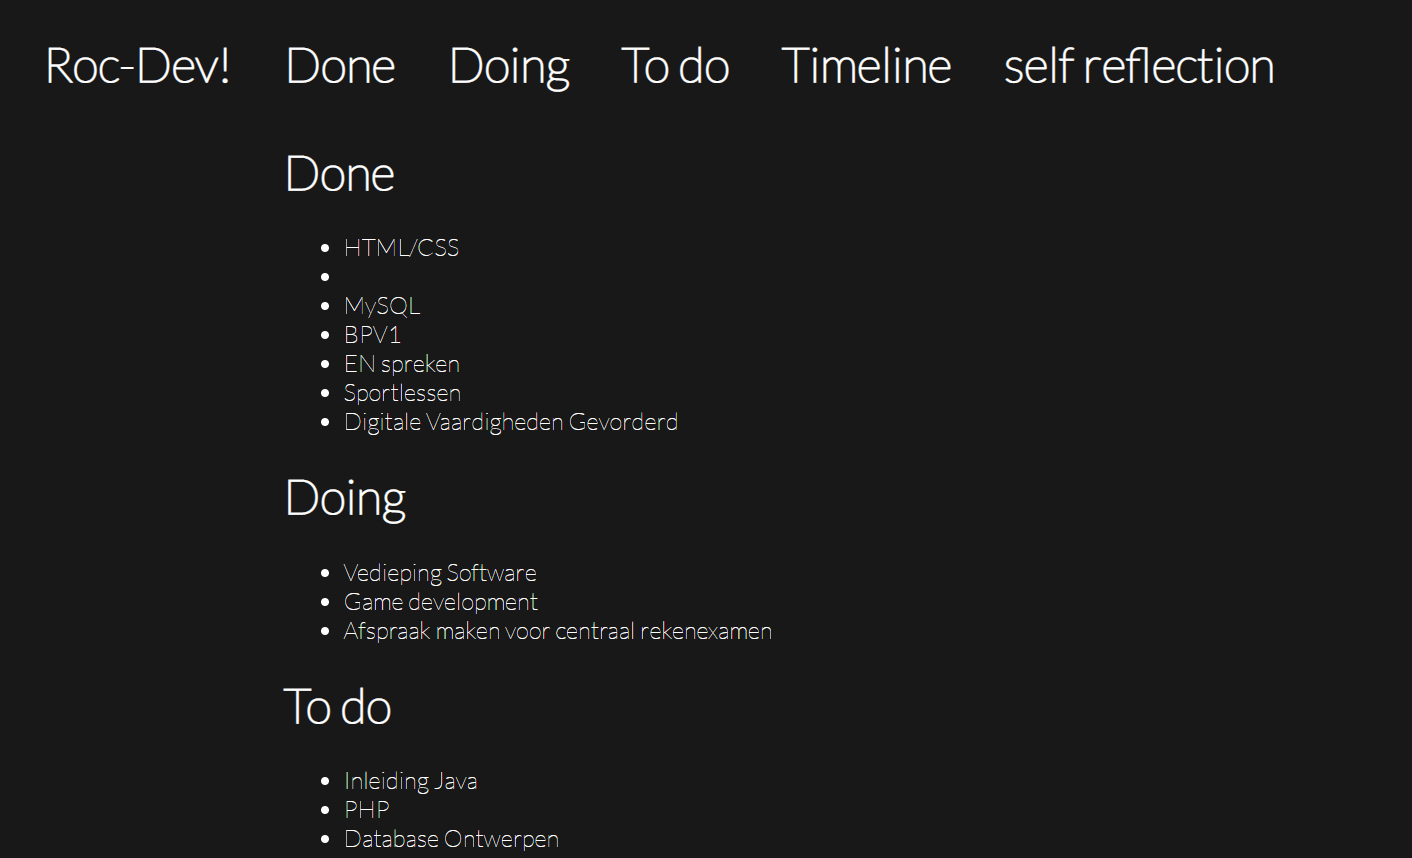 Roc-Dev! Done Doing To do Timeline self reflection
Done
HTML/CSS
MySQL
BPV1
EN spreken
Sportlessen
Digitale Vaardigheden Gevorderd
Doing
Vedieping Software
Game development
Afspraak maken voor centraal rekenexamen
To do
Inleiding Java
PHP
Database Ontwerpen